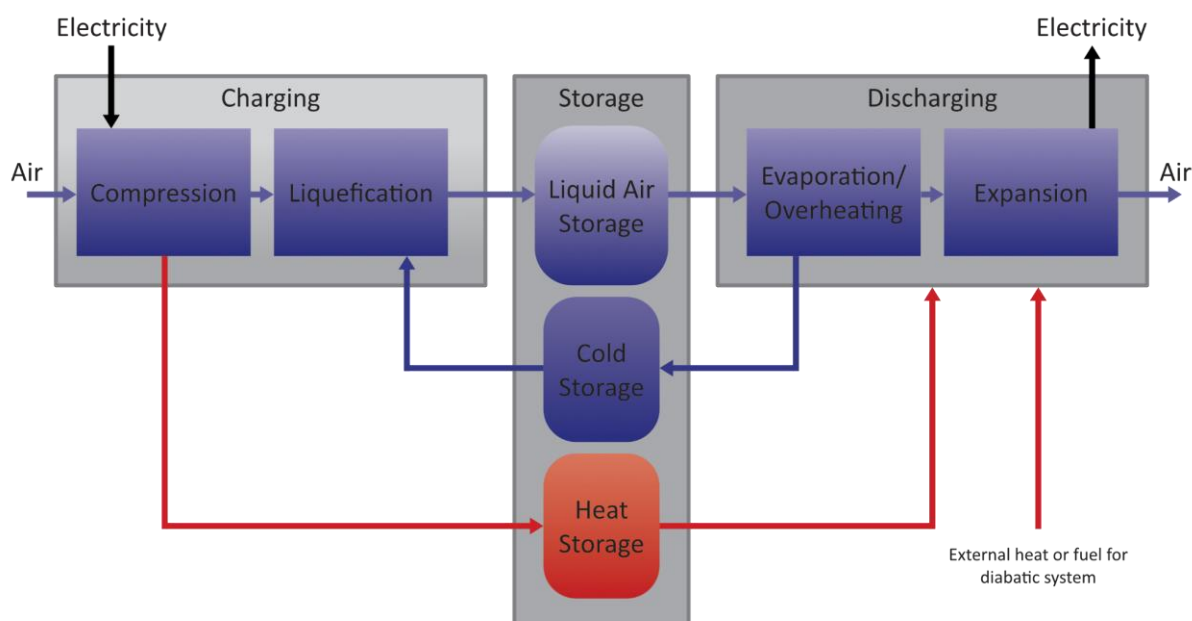 Electricity
Electricity
Charging
Storage
Discharging
Air
Compression
Liquefication
Liquid Air
Storage
Evaporation/
Overheating
Expansion
Air
Cold
Storage
Heat
Storage
External heat or fuel for
diabatic system